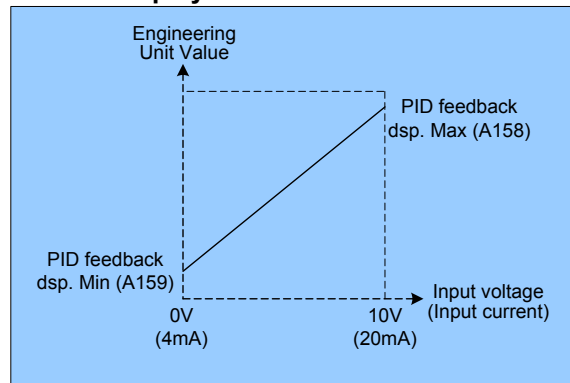 Engineering
Unit Value
PID feedback
dsp. Max (A158)
PID feedback
dsp. Min (A159)
Input voltage
(Input current)
0V
(4mA)
10V
(20mA)